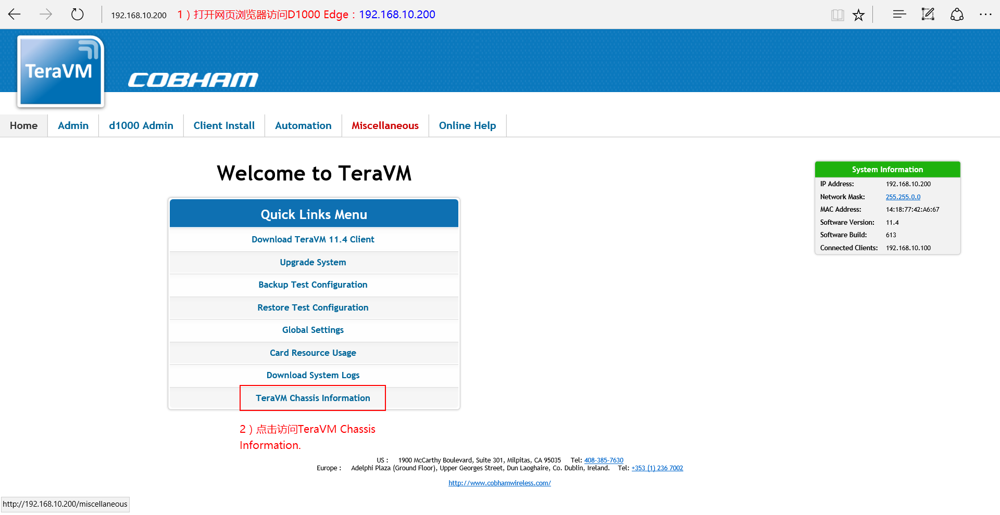 192.168.10.200 1）打开网页浏览器访问D1000 Edge：192.168.10.200
TeraVM
COBHAM
Home Admin d1000 Admin Client Install Automation Miscellaneous Online Help
Welcome to TeraVM
Quick Links Menu
Download TeraVM 11.4 Client
Upgrade System
Backup Test Configuration
Restore Test Configuration
Global Settings
Card Resource Usage
Download System Logs
TeraVM Chassis Information
2）点击访问TeraVM Chassis
Information.
System Information
IP Address: 192.168.10.200
Network Mask: 255.255.0.0
MAC Address: 14:18:77:42:A6:67
Software Version: 11.4
Software Build: 613
Connected Clients: 192.168.10.100
US : 1900 McCarthy Boulevard, Suite 301, Milpitas, CA 95035 Tel: 408-385-7630
Europe : Adelphi Plaza (Ground Floor), Upper Georges Street, Dun Laoghaire, Co. Dublin, Ireland. Tel: +353 (1) 236 7002
http://www.cobhamwireless.com/
http://192.168.10.200/miscellaneous